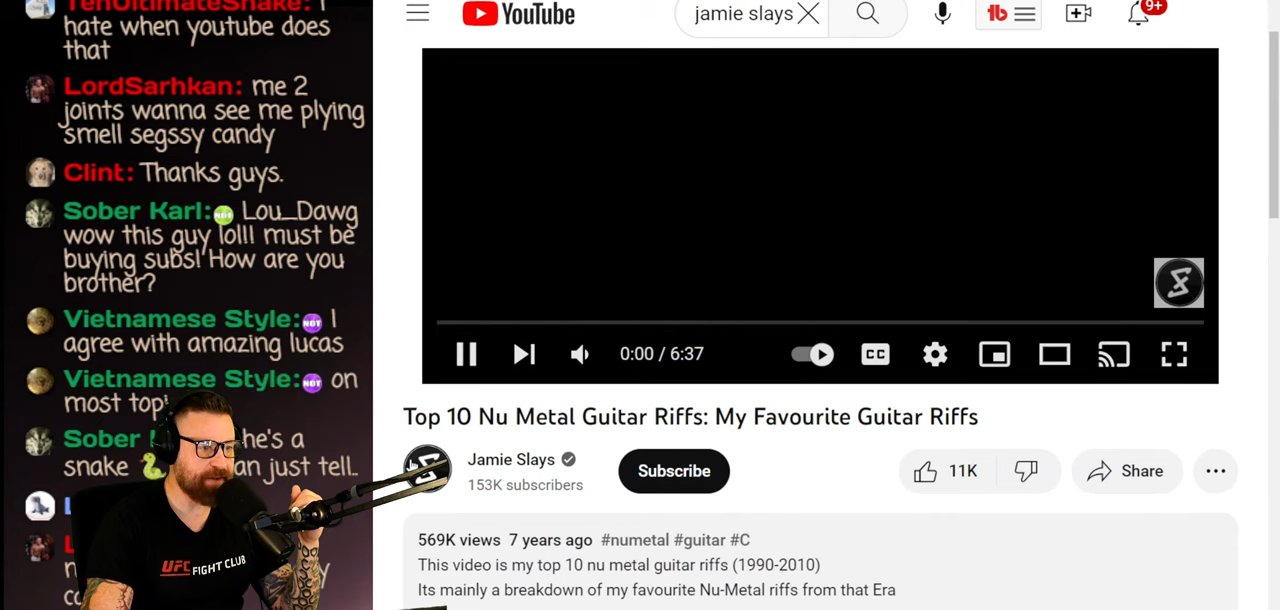 TenUltimateSnake: I
hate when youtube does
that
LordSarhkan: me 2
joints wanna see me plying
smell segssy candy
Clint: Thanks guys.
Sober Karl: NOT Lou_Dawg
wow this guy lol!! must be
buying subs! How are you
brother?
Vietnamese Style: NOT I
agree with amazing lucas
Vietnamese Style: NOT on
most top
Sober he's a
snake an just tell..
UFC FIGHT CLUB
YouTube
jamie slays
9+
0:00 / 6:37
CC
Top 10 Nu Metal Guitar Riffs: My Favourite Guitar Riffs
Jamie Slays
153K subscribers
Subscribe
11K
Share
569K views 7 years ago #numetal #guitar #C
This video is my top 10 nu metal guitar riffs (1990-2010)
Its mainly a breakdown of my favourite Nu-Metal riffs from that Era